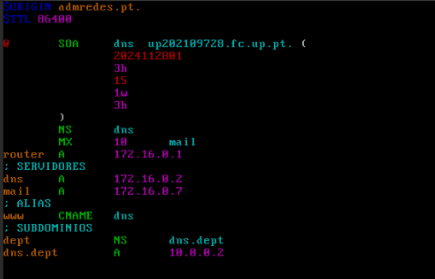 $ORIGIN admredes.pt.
$TTL 86400
@ SOA dns up202109728.fc.up.pt. (
2024112801
3h
15
1w
3h
)
NS dns
MX 10 mail
router A 172.16.0.1
; SERVIDORES
dns A 172.16.0.2
mail A 172.16.0.7
; ALIAS
www CNAME dns
; SUBDOMINIOS
dept NS dns.dept
dns.dept A 10.0.0.2